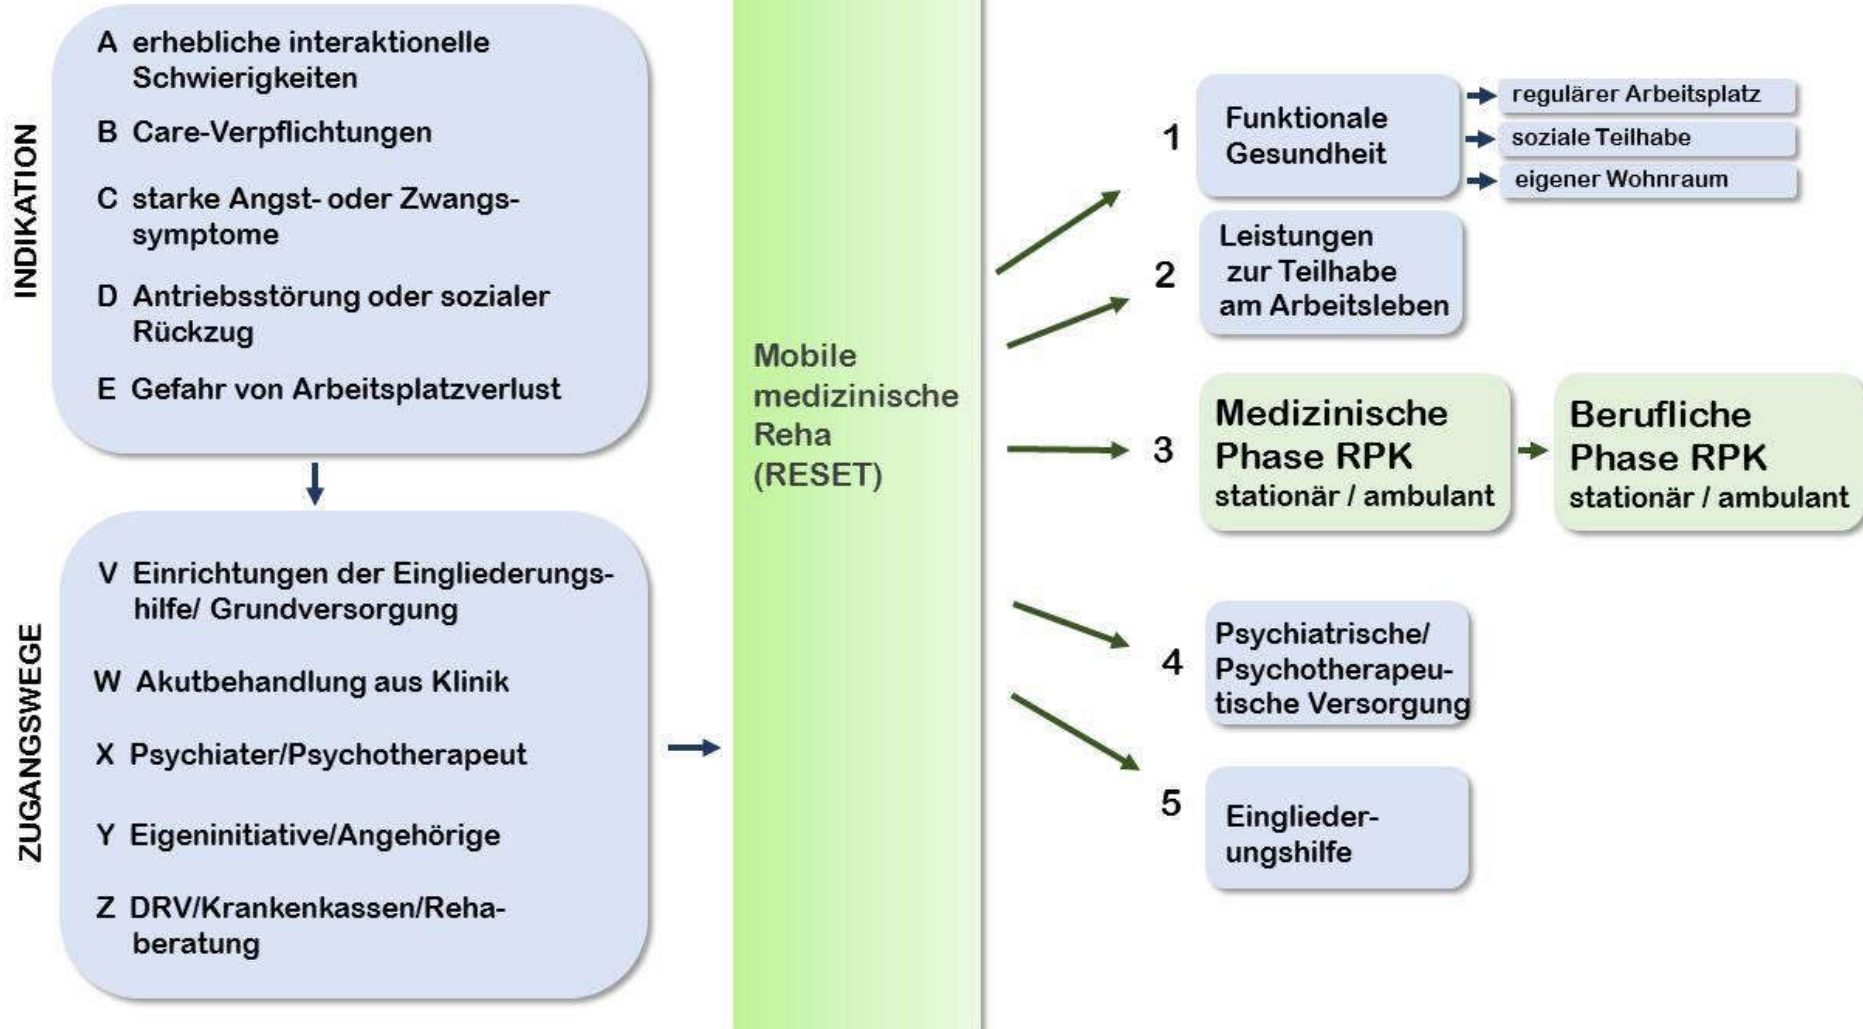 INDIKATION
A erhebliche interaktionelle
Schwierigkeiten
B Care-Verpflichtungen
C starke Angst- oder Zwangs-
symptome
D Antriebsstörung oder sozialer
Rückzug
E Gefahr von Arbeitsplatzverlust
ZUGANGSWEGE
V Einrichtungen der Eingliederungs-
hilfe/ Grundversorgung
W Akutbehandlung aus Klinik
X Psychiater/Psychotherapeut
Y Eigeninitiative/Angehörige
Z DRV/Krankenkassen/Reha-
beratung
Mobile
medizinische
Reha
(RESET)
1
Funktionale
Gesundheit
regulärer Arbeitsplatz
soziale Teilhabe
eigener Wohnraum
2
Leistungen
zur Teilhabe
am Arbeitsleben
3
Medizinische
Phase RPK
stationär / ambulant
Berufliche
Phase RPK
stationär / ambulant
4
Psychiatrische/
Psychotherapeu-
tische Versorgung
5
Einglieder-
ungshilfe